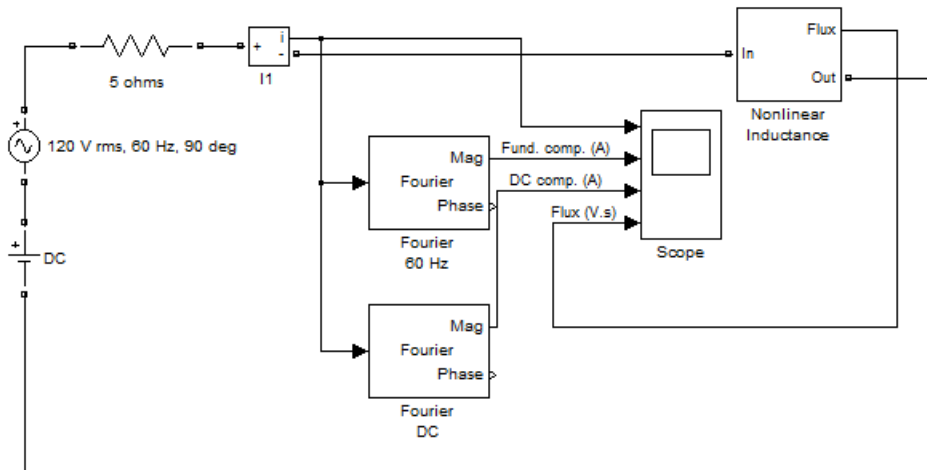 Flux
i
+
-
I1
In
Out
5 ohms
Nonlinear
Inductance
+
120 V rms, 60 Hz, 90 deg
Mag
Fourier
Phase
Fund. comp. (A)
DC comp. (A)
Flux (V.s)
Fourier
60 Hz
Scope
+
DC
Mag
Fourier
Phase
Fourier
DC